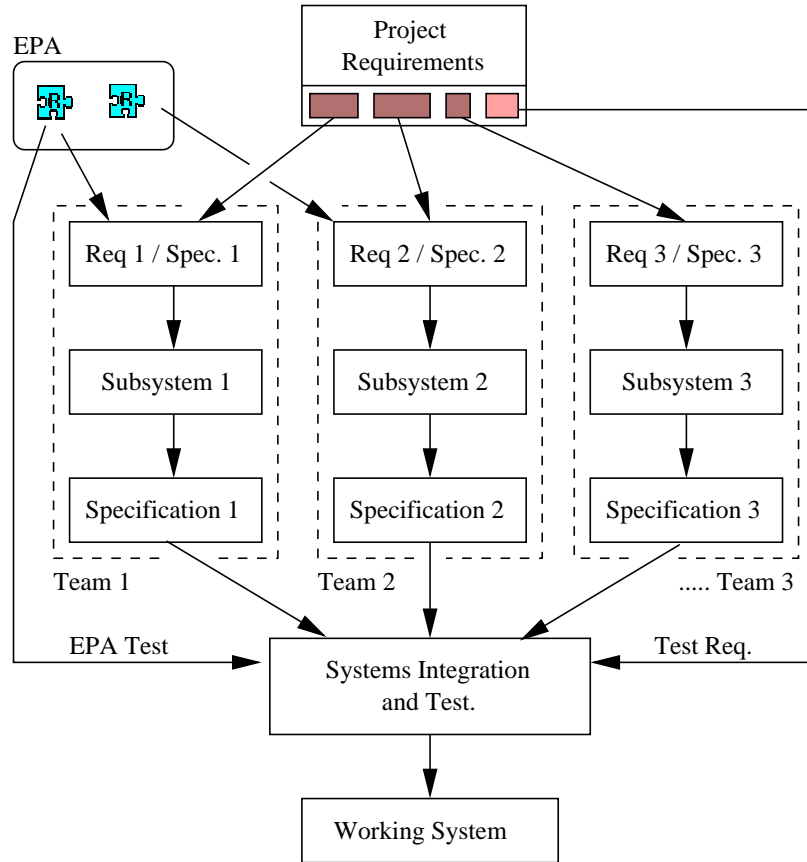 EPA
Project
Requirements
R
R
Req 1 / Spec. 1
Req 2 / Spec. 2
Req 3 / Spec. 3
Subsystem 1
Subsystem 2
Subsystem 3
Specification 1
Specification 2
Specification 3
Team 1
Team 2
..... Team 3
EPA Test
Test Req.
Systems Integration
and Test.
Working System